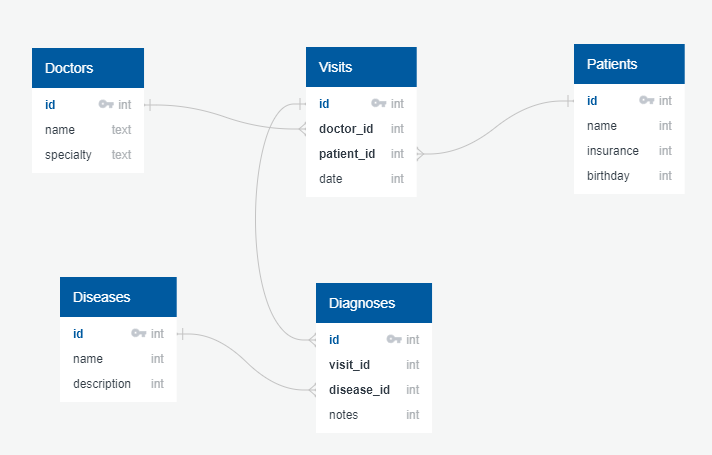 Doctors
id int
name text
specialty text
Visits
id int
doctor_id int
patient_id int
date int
Patients
id int
name int
insurance int
birthday int
Diseases
id int
name int
description int
Diagnoses
id int
visit_id int
disease_id int
notes int